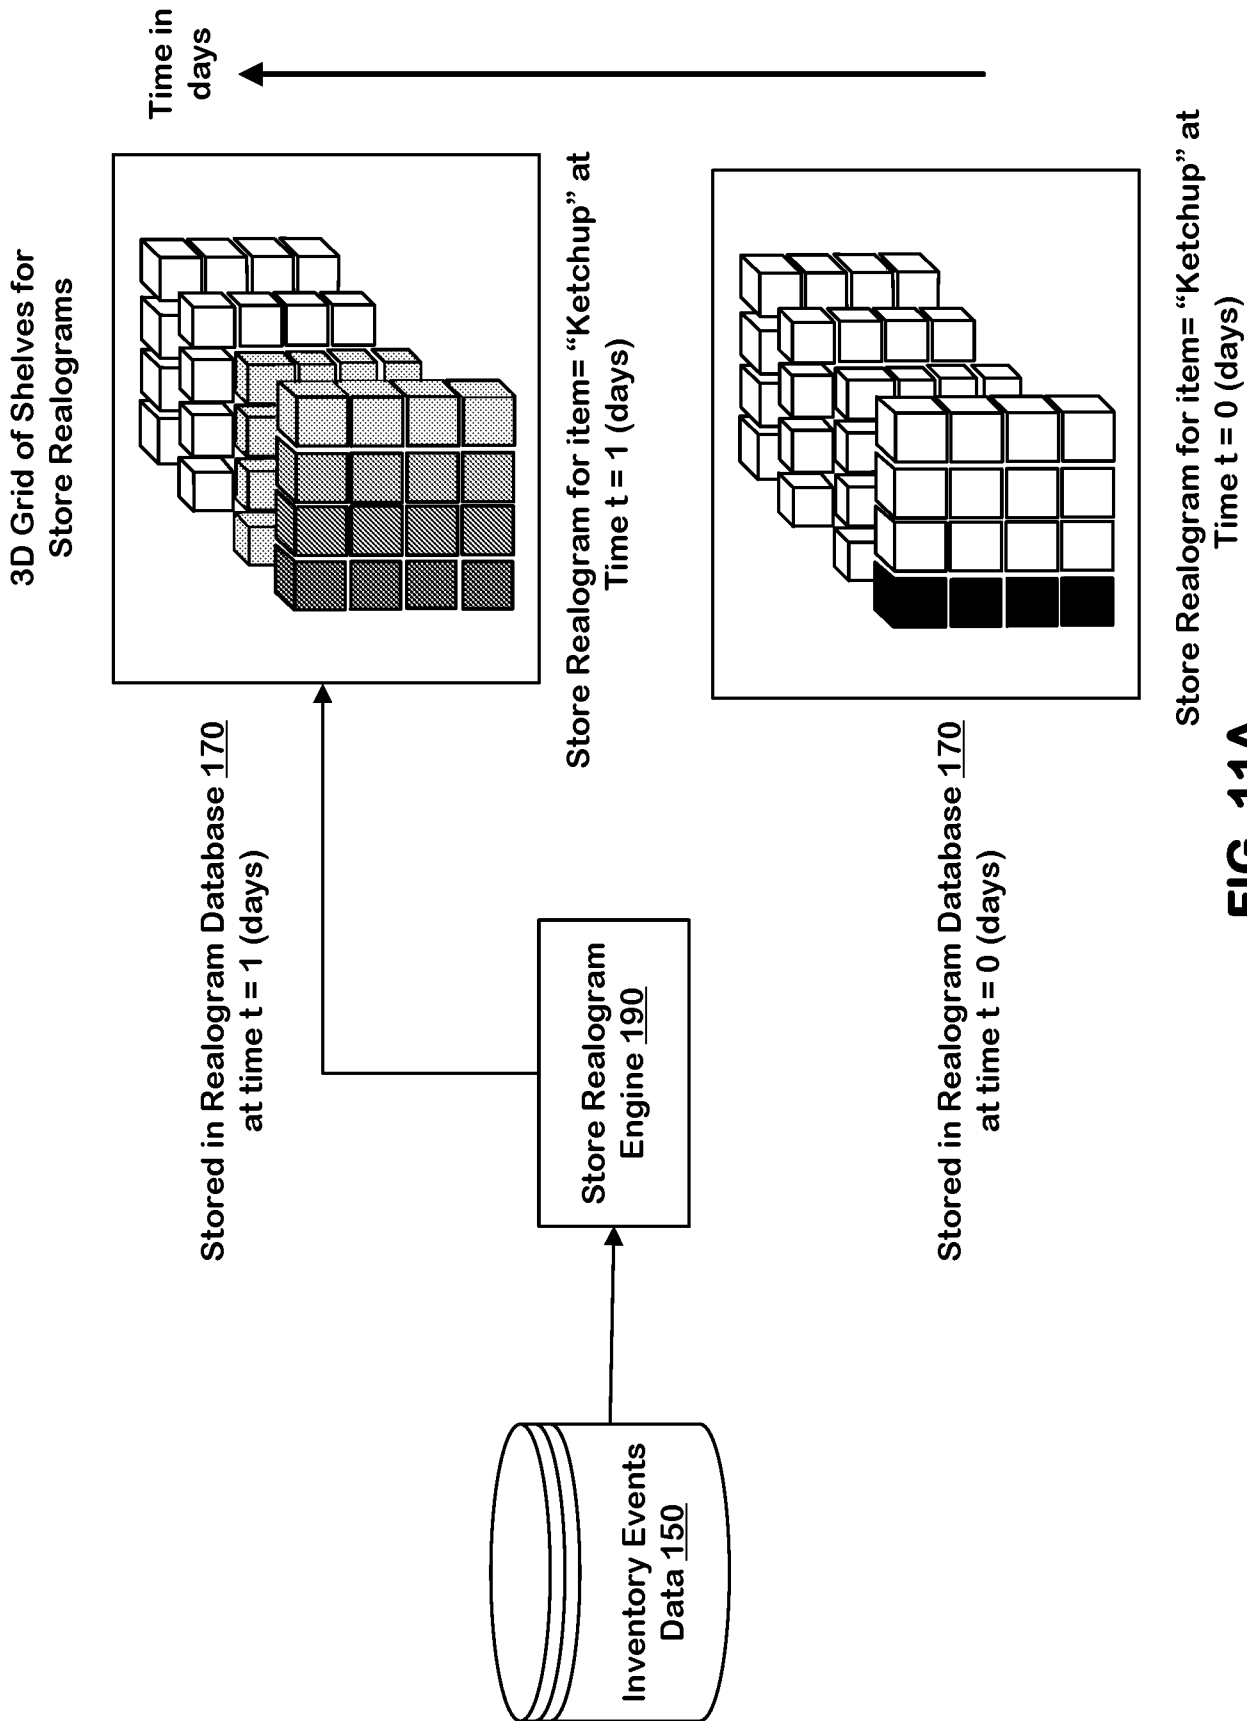 3D Grid of Shelves for
Store Realograms
Time in
days
Stored in Realogram Database 170
at time t = 1 (days)
Store Realogram for item= “Ketchup” at
Time t = 1 (days)
Inventory Events
Data 150
Store Realogram
Engine 190
Stored in Realogram Database 170
at time t = 0 (days)
Store Realogram for item= “Ketchup” at
Time t = 0 (days)
FIG. 11A